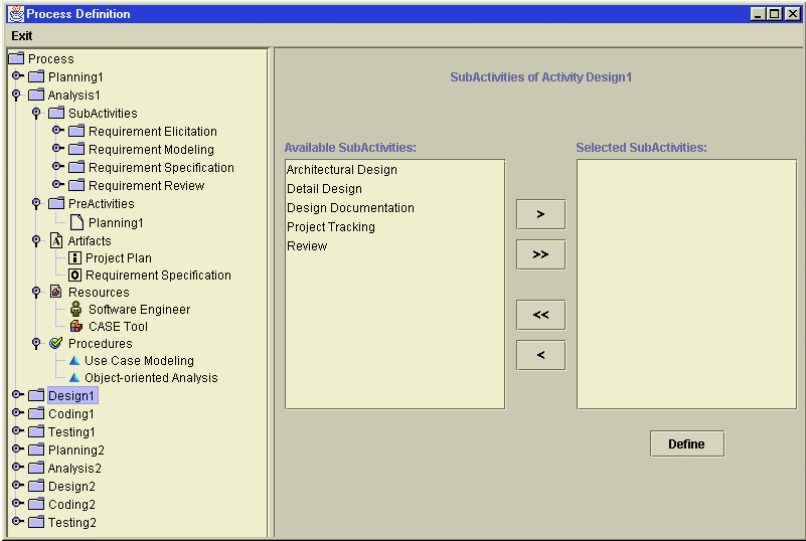 Process Definition
Exit
Process
Planning1
Analysis1
SubActivities
Requirement Elicitation
Requirement Modeling
Requirement Specification
Requirement Review
PreActivities
Planning1
A Artifacts
i Project Plan
O Requirement Specification
Resources
Software Engineer
CASE Tool
Procedures
Use Case Modeling
Object-oriented Analysis
Design1
Coding1
Testing1
Planning2
Analysis2
Design2
Coding2
Testing2
SubActivities of Activity Design1
Available SubActivities:
Architectural Design
Detail Design
Design Documentation
Project Tracking
Review
>
>>
<<
<
Selected SubActivities:
Define